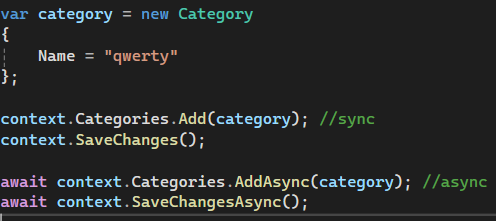 var category = new Category
{
    Name = "qwerty"
};
context.Categories.Add(category); //sync
context.SaveChanges();
await context.Categories.AddAsync(category); //async
await context.SaveChangesAsync();